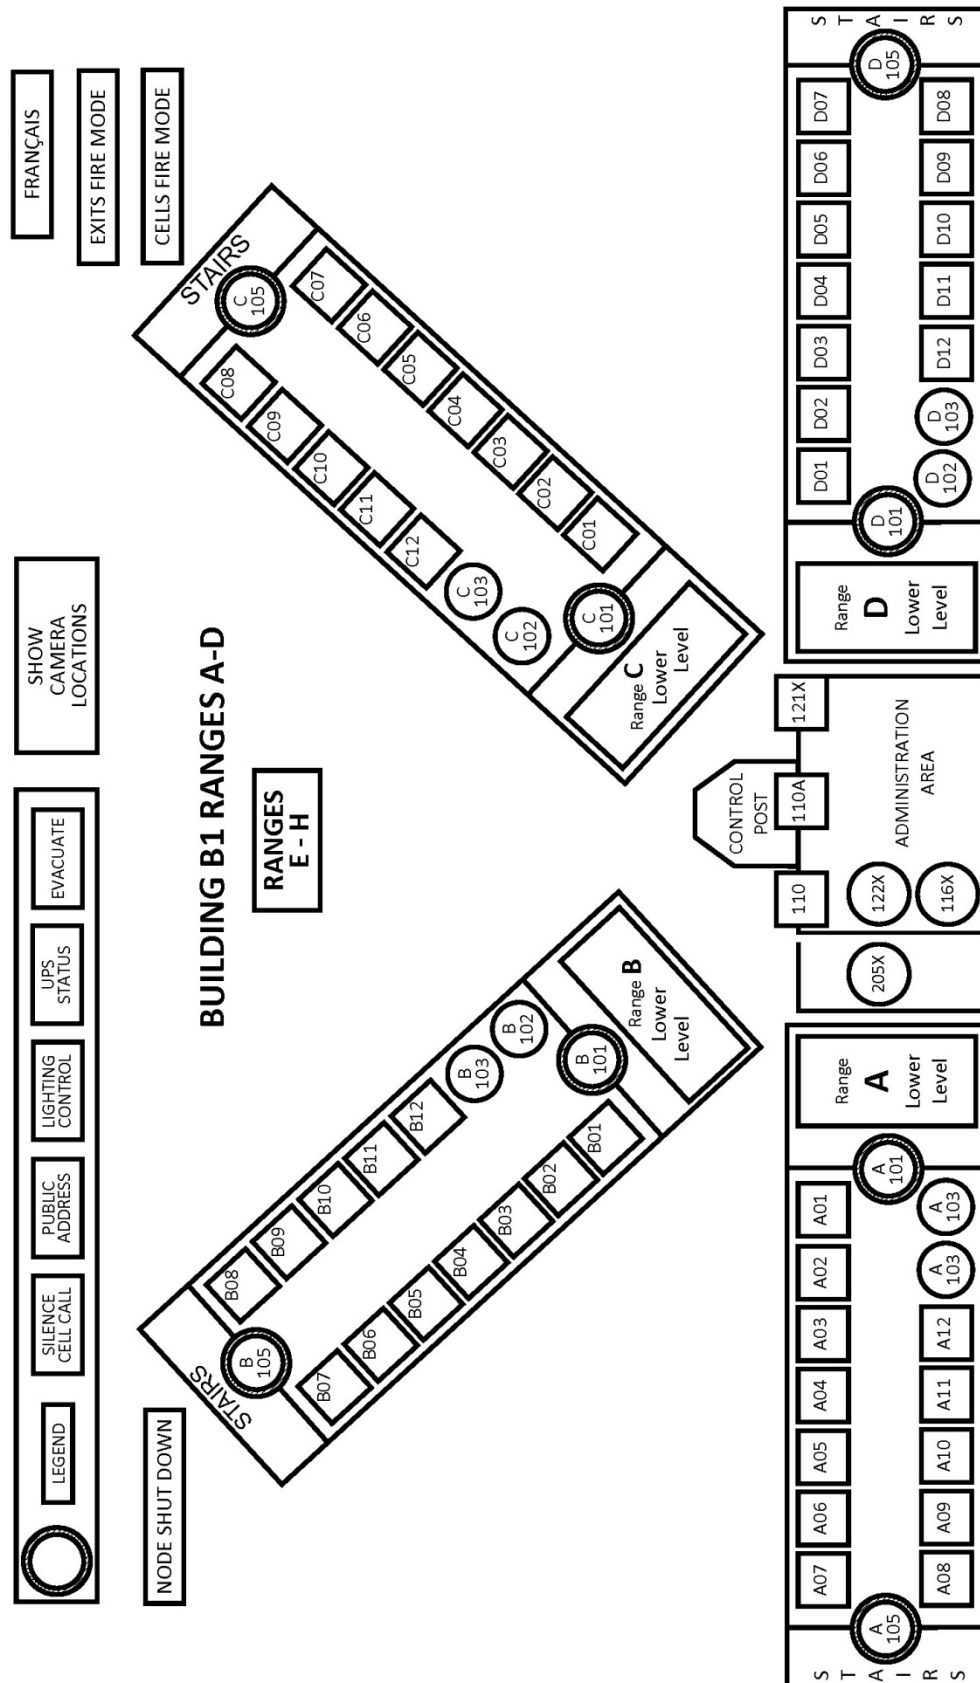 LEGEND
SILENCE
CELL CALL
PUBLIC
ADDRESS
LIGHTING
CONTROL
UPS
STATUS
EVACUATE
SHOW
CAMERA
LOCATIONS
FRANÇAIS
EXITS FIRE MODE
CELLS FIRE MODE
NODE SHUT DOWN
BUILDING B1 RANGES A-D
RANGES
E - H
STAIRS
B
105
B08
B09
B10
B11
B12
B
103
B
102
B07
B06
B05
B04
B03
B02
B01
B
101
Range B
Lower
Level
STAIRS
C
105
C08
C09
C10
C11
C12
C
103
C
102
C07
C06
C05
C04
C03
C02
C01
C
101
Range C
Lower
Level
STAIRS
A
105
A07
A06
A05
A04
A03
A02
A01
A08
A09
A10
A11
A12
A
103
A
103
A
101
Range
A
Lower
Level
205X
110
CONTROL
POST
110A
121X
122X
116X
ADMINISTRATION
AREA
Range
D
Lower
Level
D
101
D01
D02
D03
D04
D05
D06
D07
D
102
D
103
D12
D11
D10
D09
D08
D
105
STAIRS